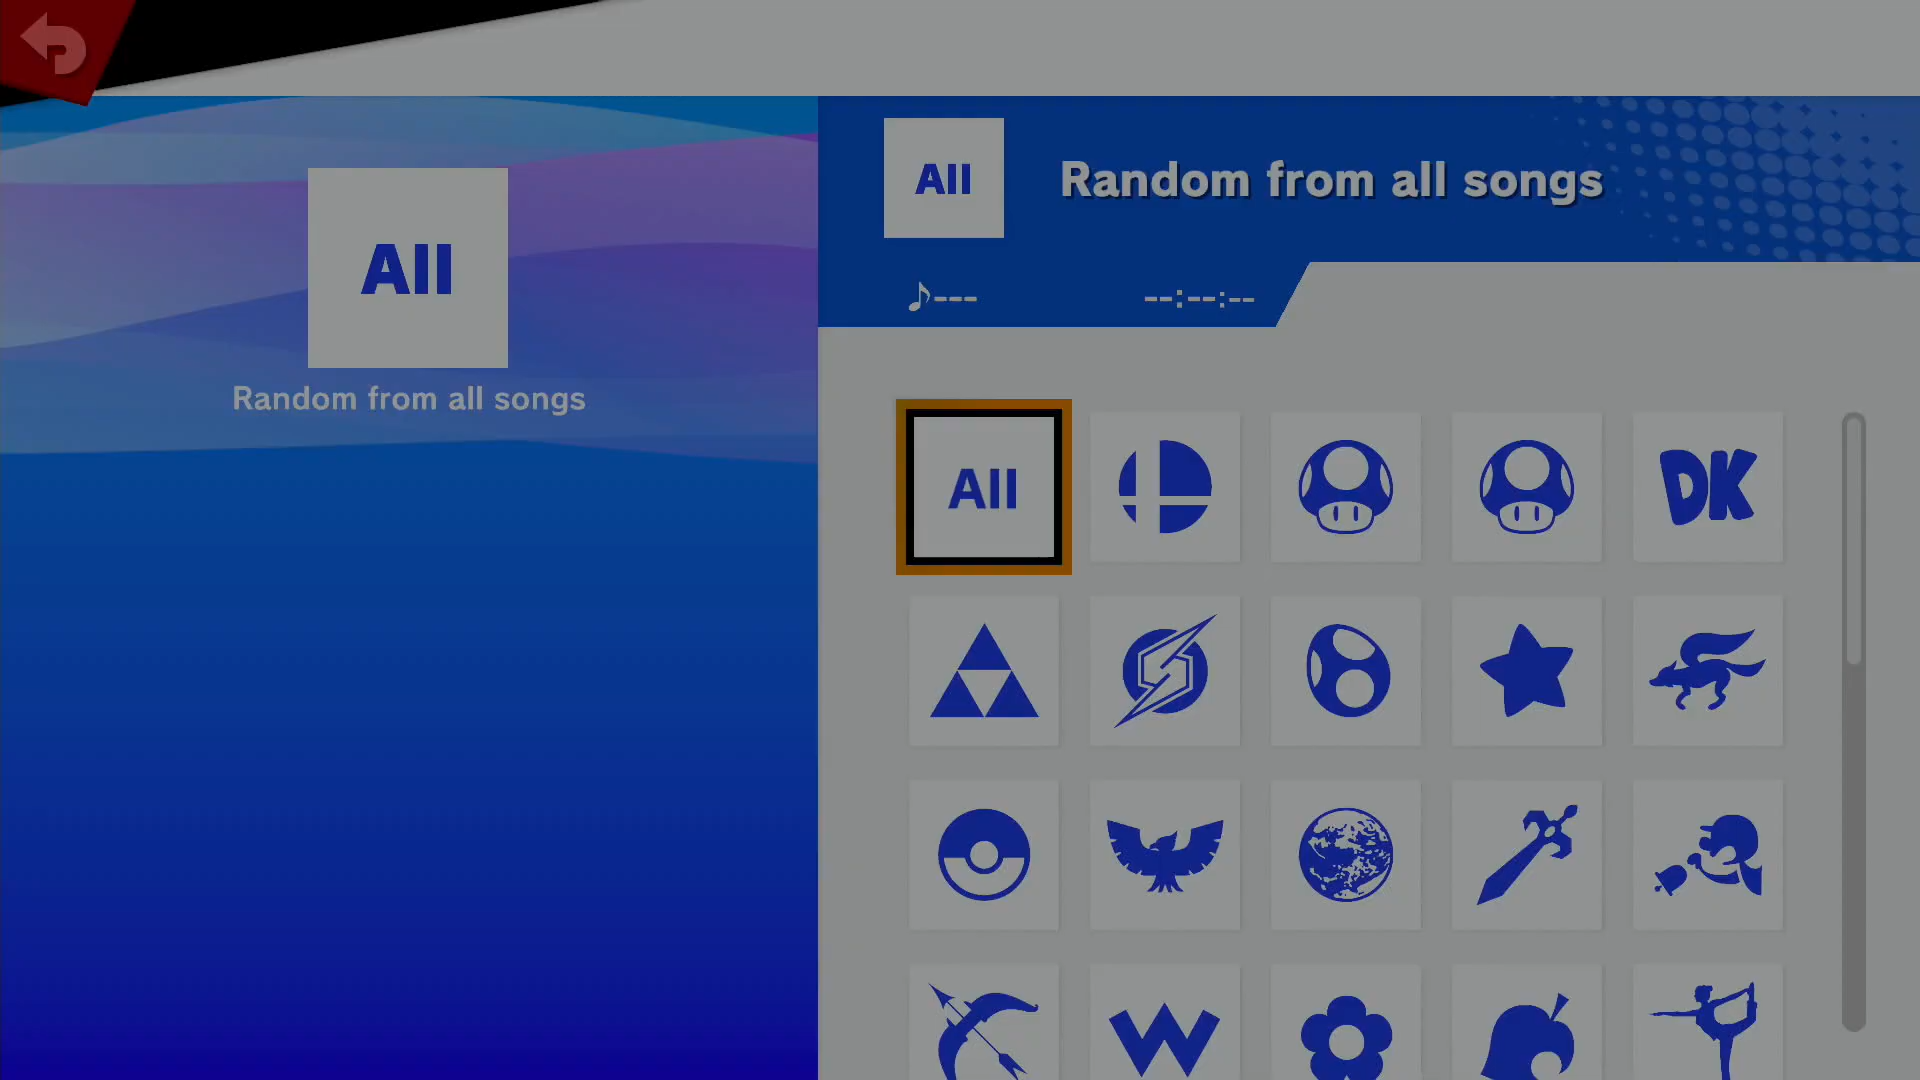 All
Random from all songs
All
Random from all songs
♪---
--:--:--
All
DK